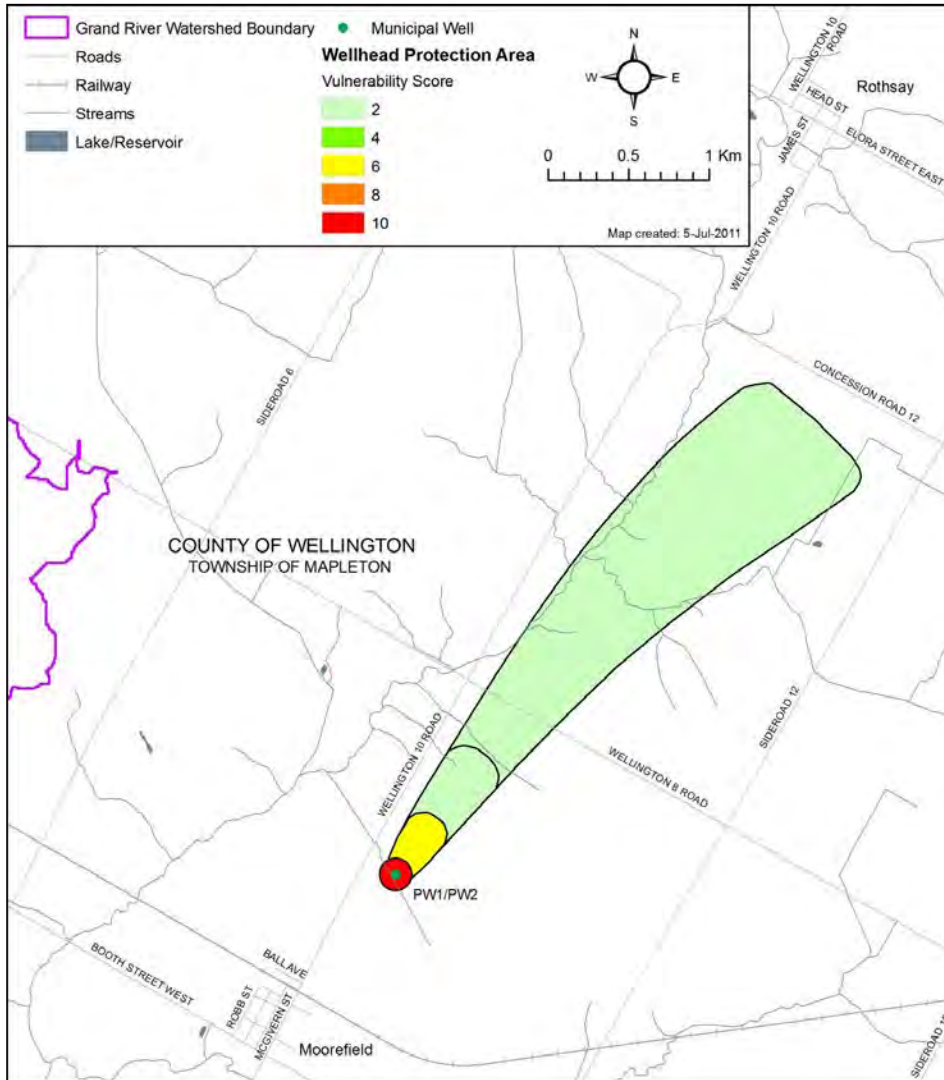 Grand River Watershed Boundary
Roads
Railway
Streams
Lake/Reservoir
Municipal Well
Wellhead Protection Area
Vulnerability Score
2
4
6
8
10
N
W
E
S
0
0.5
1 Km
Map created: 5-Jul-2011
WELLINGTON 10
ROAD
Rothsay
HEAD ST
JAMES ST
ELORA STREET EAST
WELLINGTON 10 ROAD
CONCESSION ROAD 12
SIDEROAD 6
COUNTY OF WELLINGTON
TOWNSHIP OF MAPLETON
WELLINGTON 10 ROAD
SIDEROAD 12
WELLINGTON 8 ROAD
PW1/PW2
BALL AVE
BOOTH STREET WEST
ROBB ST
MCGIVERN ST
Moorefield